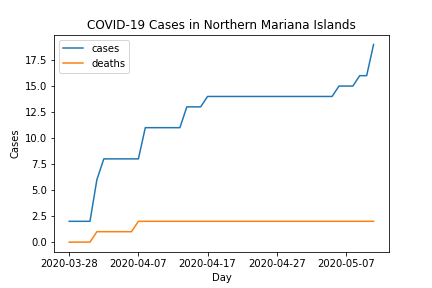 COVID-19 Cases in Northern Mariana Islands
cases
deaths
17.5
15.0
12.5
10.0
7.5
5.0
2.5
0.0
Cases
2020-03-28 2020-04-07 2020-04-17 2020-04-27 2020-05-07
Day